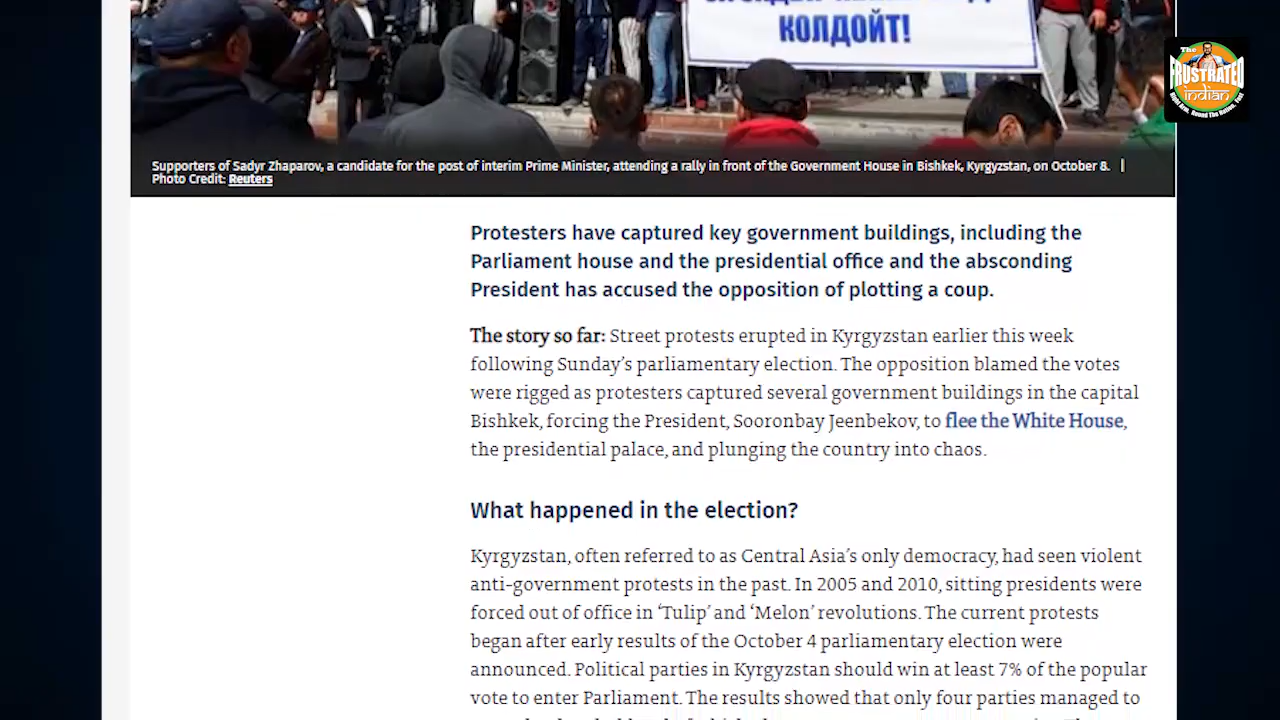 КОЛДОЙТ!
The
FRUSTRATED
indian
Supporters of Sadyr Zhaparov, a candidate for the post of interim Prime Minister, attending a rally in front of the Government House in Bishkek, Kyrgyzstan, on October 8. |
Photo Credit: Reuters
Protesters have captured key government buildings, including the
Parliament house and the presidential office and the absconding
President has accused the opposition of plotting a coup.
The story so far: Street protests erupted in Kyrgyzstan earlier this week
following Sunday’s parliamentary election. The opposition blamed the votes
were rigged as protesters captured several government buildings in the capital
Bishkek, forcing the President, Sooronbay Jeenbekov, to flee the White House,
the presidential palace, and plunging the country into chaos.
What happened in the election?
Kyrgyzstan, often referred to as Central Asia’s only democracy, had seen violent
anti-government protests in the past. In 2005 and 2010, sitting presidents were
forced out of office in ‘Tulip’ and ‘Melon’ revolutions. The current protests
began after early results of the October 4 parliamentary election were
announced. Political parties in Kyrgyzstan should win at least 7% of the popular
vote to enter Parliament. The results showed that only four parties managed to